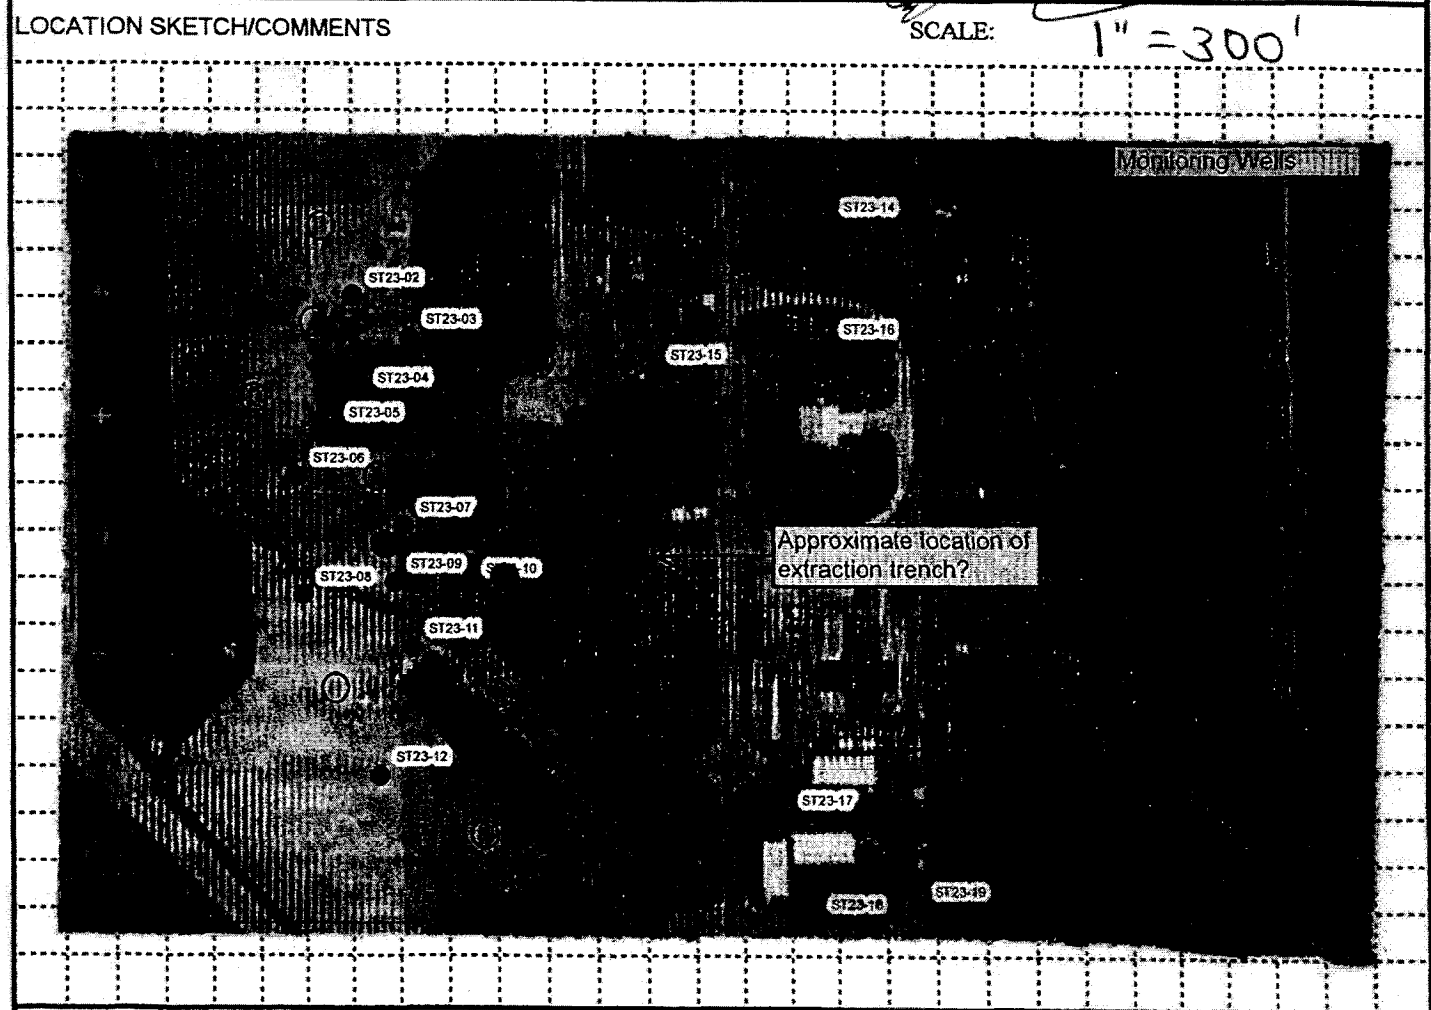 LOCATION SKETCH/COMMENTS
SCALE: 1" = 300'
Monitoring Wells
ST23-14
ST23-02
ST23-03
ST23-16
ST23-15
ST23-04
ST23-05
ST23-06
ST23-07
Approximate location of
extraction trench?
ST23-09
ST23-08
ST23-11
ST23-12
ST23-17
ST23-19